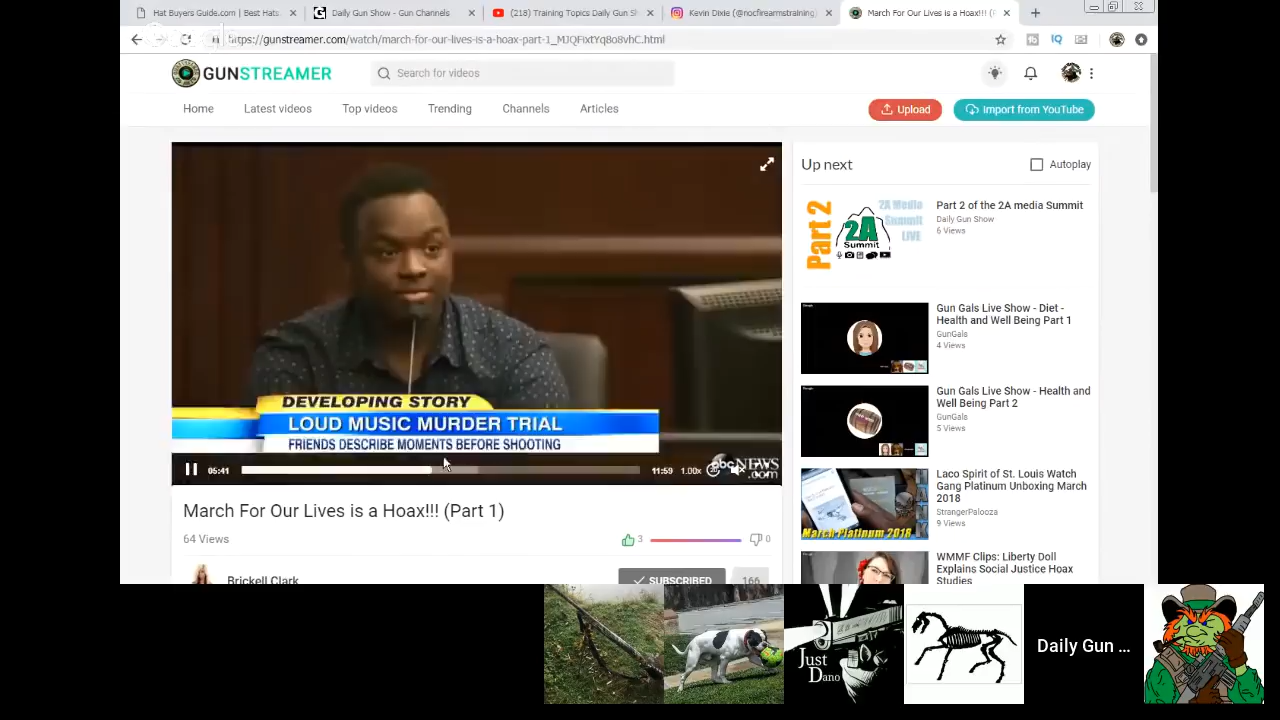 Hat Buyers Guide.com | Best Hats
Daily Gun Show - Gun Channels
(218) Training Topics Daily Gun Sh
Kevin Dixie (@nocfirearmstraining)
March For Our Lives is a Hoax!!! (P
https://gunstreamer.com/watch/march-for-our-lives-is-a-hoax-part-1_MJQFixtYq8o8vbC.html
GUNSTREAMER
Search for videos
Home
Latest videos
Top videos
Trending
Channels
Articles
Upload
Import from YouTube
DEVELOPING STORY
LOUD MUSIC MURDER TRIAL
FRIENDS DESCRIBE MOMENTS BEFORE SHOOTING
05:41
11:59
1.00x
abcNEWS
.com
March For Our Lives is a Hoax!!! (Part 1)
64 Views
3
0
Brickell Clark
SUBSCRIBED
166
Up next
Autoplay
Part 2
2A Media
Summit
LIVE
2A
Summit
Part 2 of the 2A media Summit
Daily Gun Show
6 Views
Gun Gals Live Show - Diet -
Health and Well Being Part 1
GunGals
4 Views
Gun Gals Live Show - Health and
Well Being Part 2
GunGals
5 Views
March Platinum 2018
Laco Spirit of St. Louis Watch
Gang Platinum Unboxing March
2018
StrangerPalooza
9 Views
WMMF Clips: Liberty Doll
Explains Social Justice Hoax
Studies
Just
Dano
Daily Gun ...